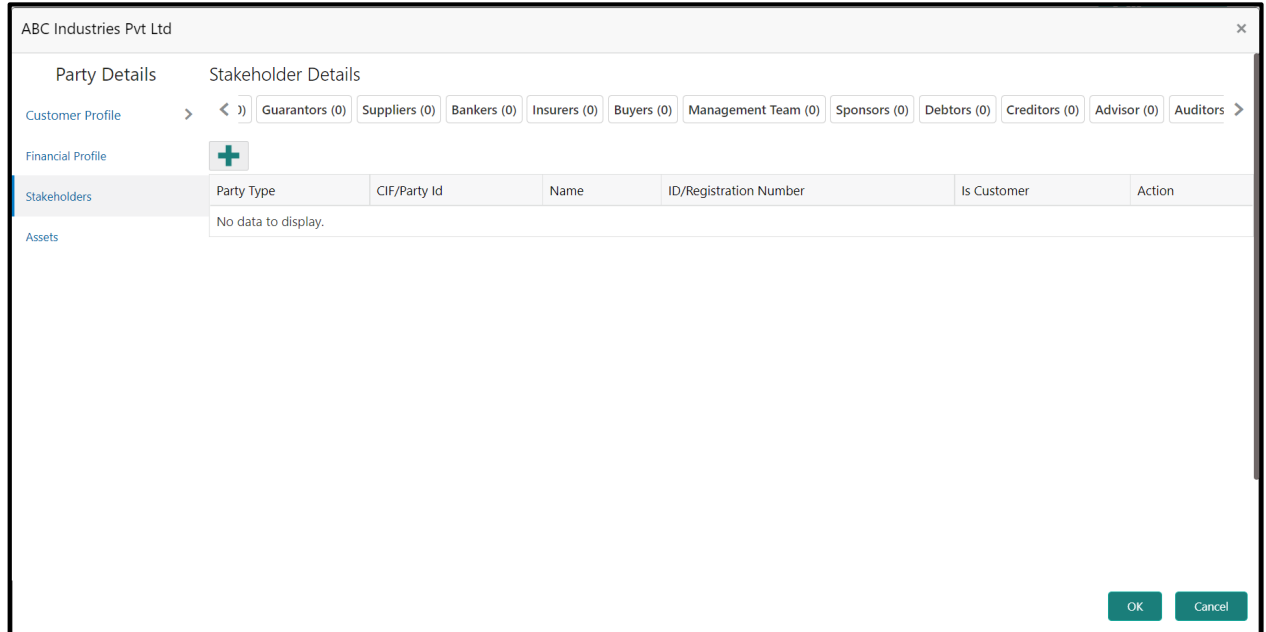 ABC Industries Pvt Ltd ×
Party Details Stakeholder Details
Customer Profile
)) Guarantors (0) Suppliers (0) Bankers (0) Insurers (0) Buyers (0) Management Team (0) Sponsors (0) Debtors (0) Creditors (0) Advisor (0) Auditors
Financial Profile
Stakeholders
Party Type CIF/Party Id Name ID/Registration Number Is Customer Action
No data to display.
Assets
OK Cancel